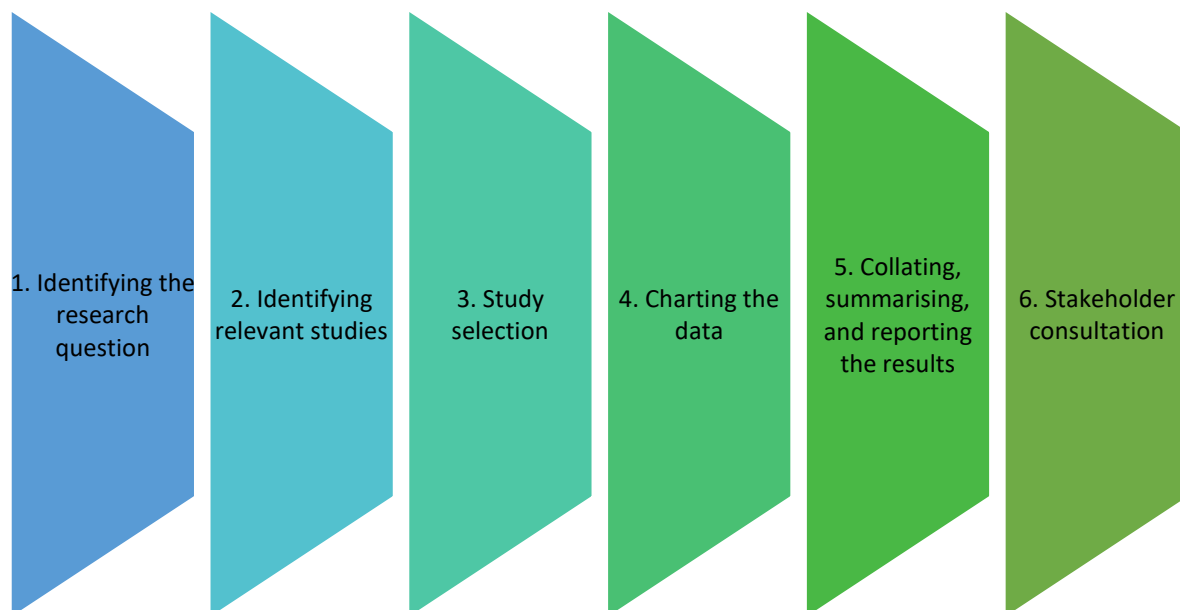 1. Identifying the
research
question
2. Identifying
relevant studies
3. Study
selection
4. Charting the
data
5. Collating,
summarising,
and reporting
the results
6. Stakeholder
consultation